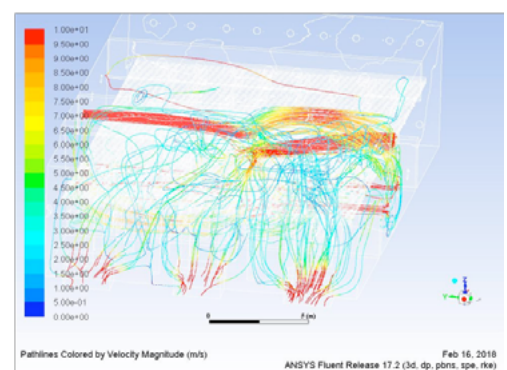 1.00e+01
9.50e+00
9.00e+00
8.50e+00
8.00e+00
7.50e+00
7.00e+00
6.50e+00
6.00e+00
5.50e+00
5.00e+00
4.50e+00
4.00e+00
3.50e+00
3.00e+00
2.50e+00
2.00e+00
1.50e+00
1.00e+00
5.00e-01
0.00e+00
0
(m)
Z
Y
Pathlines Colored by Velocity Magnitude (m/s)
Feb 16, 2018
ANSYS Fluent Release 17.2 (3d, dp, pbns, spe, rke)